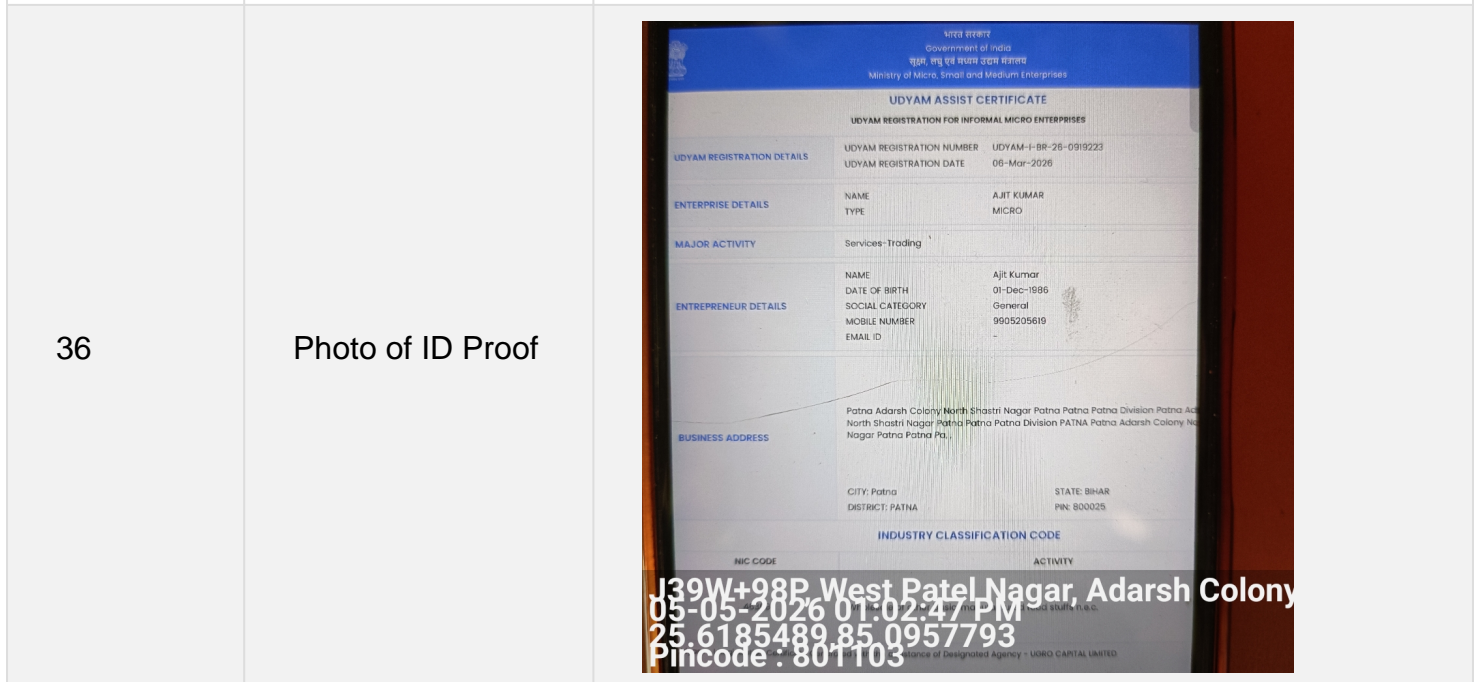 36
Photo of ID Proof
भारत सरकार
Government of India
सूक्ष्म, लघु एवं मध्यम उद्यम मंत्रालय
Ministry of Micro, Small and Medium Enterprises
UDYAM ASSIST CERTIFICATE
UDYAM REGISTRATION FOR INFORMAL MICRO ENTERPRISES
UDYAM REGISTRATION DETAILS
UDYAM REGISTRATION NUMBER UDYAM-I-BR-26-0919223
UDYAM REGISTRATION DATE 06-Mar-2026
ENTERPRISE DETAILS
NAME AJIT KUMAR
TYPE MICRO
MAJOR ACTIVITY Services-Trading
ENTREPRENEUR DETAILS
NAME Ajit Kumar
DATE OF BIRTH 01-Dec-1986
SOCIAL CATEGORY General
MOBILE NUMBER 9905205619
EMAIL ID -
BUSINESS ADDRESS
Patna Adarsh Colony North Shastri Nagar Patna Patna Patna Division Patna Ad
North Shastri Nagar Patna Patna Patna Division PATNA Patna Adarsh Colony No
Nagar Patna Patna Pa, ,
CITY: Patna STATE: BIHAR
DISTRICT: PATNA PIN: 800025
INDUSTRY CLASSIFICATION CODE
NIC CODE ACTIVITY
J39W+98P, West Patel Nagar, Adarsh Colony
05-05-2026 01:02:47 PM
stuffs n.e.c.
25.6185489,85.0957793
Pincode : 801103
of Designated Agency - UGRO CAPITAL LIMITED